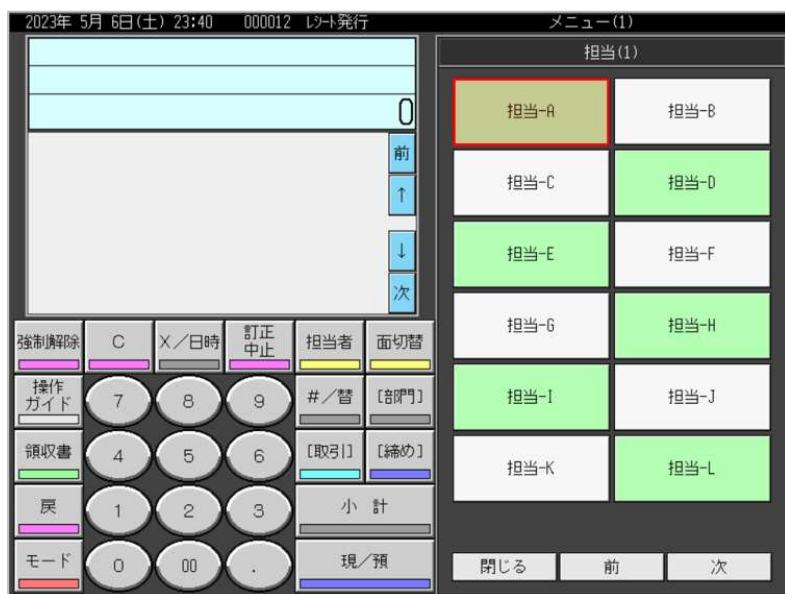 2023年 5月 6日(土) 23:40 000012 ﾚｼｰﾄ発行 メニュー(1)
担当(1)
0
前
↑
↓
次
担当-A 担当-B
担当-C 担当-D
担当-E 担当-F
担当-G 担当-H
担当-I 担当-J
担当-K 担当-L
強制解除 C X／日時 訂正
中止 担当者 面切替
操作
ガイド 7 8 9 #／替 [部門]
領収書 4 5 6 [取引] [締め]
戻 1 2 3 小 計
モード 0 00 . 現／預
閉じる 前 次